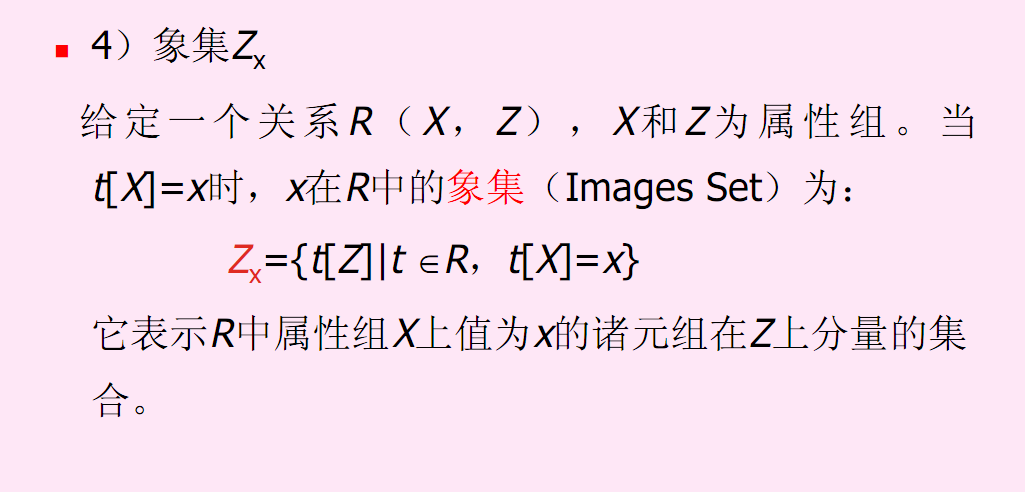 ■ 4）象集Zx
给定一个关系R（X，Z），X和Z为属性组。当
t[X]=x时，x在R中的象集（Images Set）为：
Zx={t[Z]|t ∈R，t[X]=x}
它表示R中属性组X上值为x的诸元组在Z上分量的集
合。